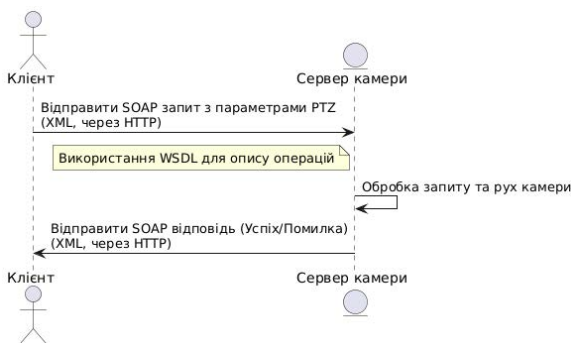 Клієнт
Сервер камери
Відправити SOAP запит з параметрами PTZ
(XML, через HTTP)
Використання WSDL для опису операцій
Обробка запиту та рух камери
Відправити SOAP відповідь (Успіх/Помилка)
(XML, через HTTP)
Клієнт
Сервер камери